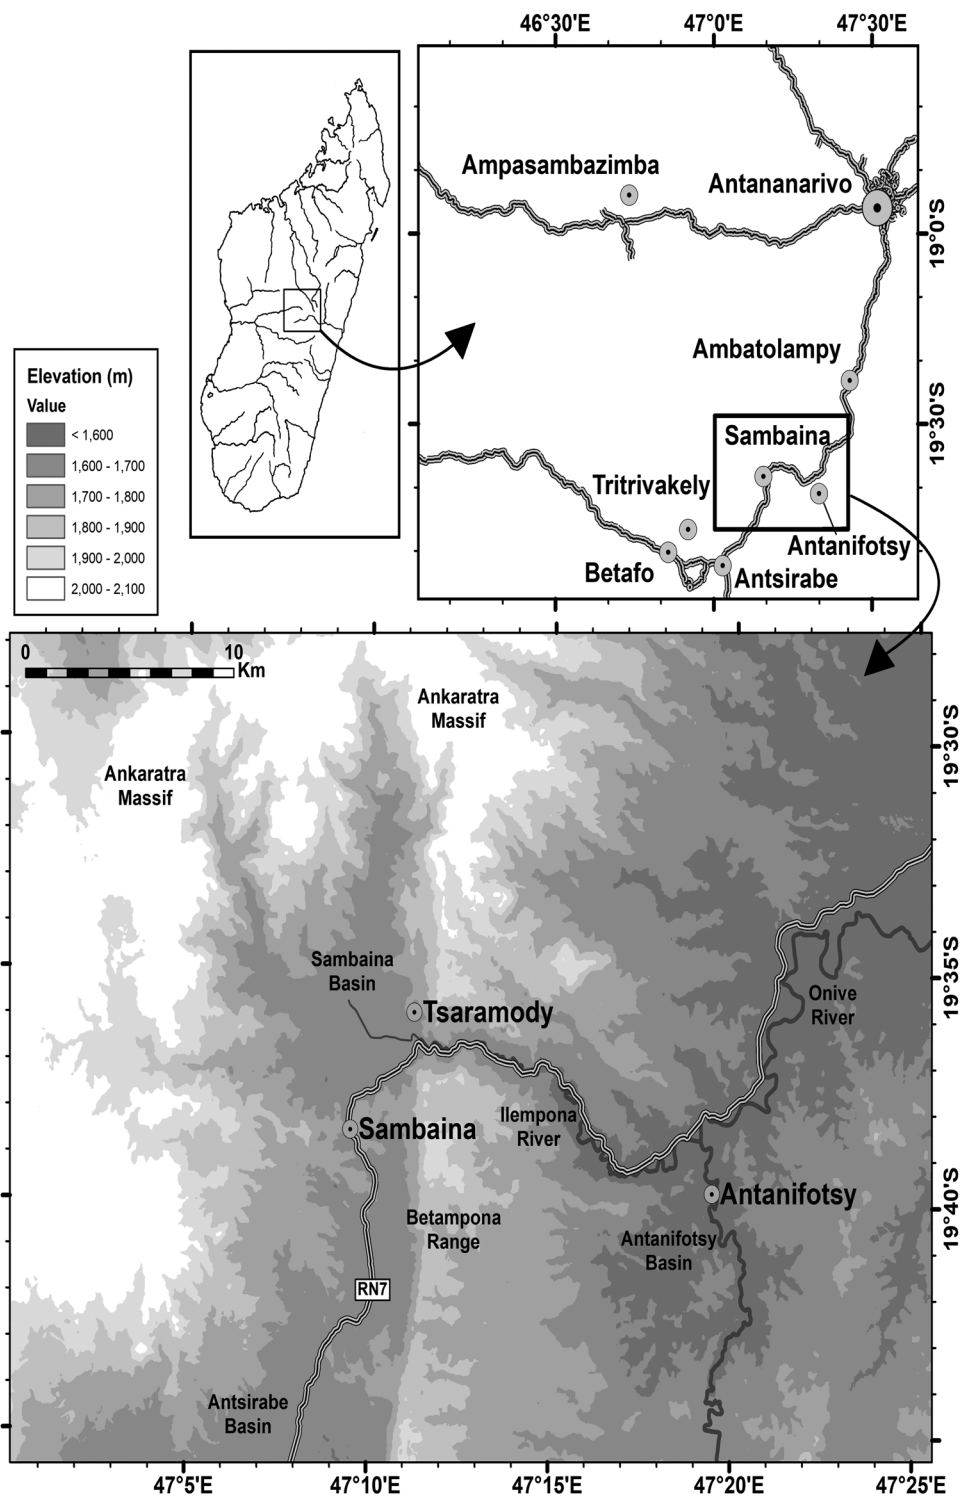 46°30'E 47°0'E 47°30'E
Ampasambazimba
Antananarivo
19°0'S
Ambatolampy
19°30'S
Sambaina
Tritrivakely
Antanifotsy
Betafo
Antsirabe
Elevation (m)
Value
< 1,600
1,600 - 1,700
1,700 - 1,800
1,800 - 1,900
1,900 - 2,000
2,000 - 2,100
0 10
Km
Ankaratra
Massif
Ankaratra
Massif
19°30'S
Sambaina
Basin
19°35'S
Tsaramody
Onive
River
Ilempona
River
Sambaina
Antanifotsy
19°40'S
Betampona
Range
Antanifotsy
Basin
RN7
Antsirabe
Basin
47°5'E 47°10'E 47°15'E 47°20'E 47°25'E